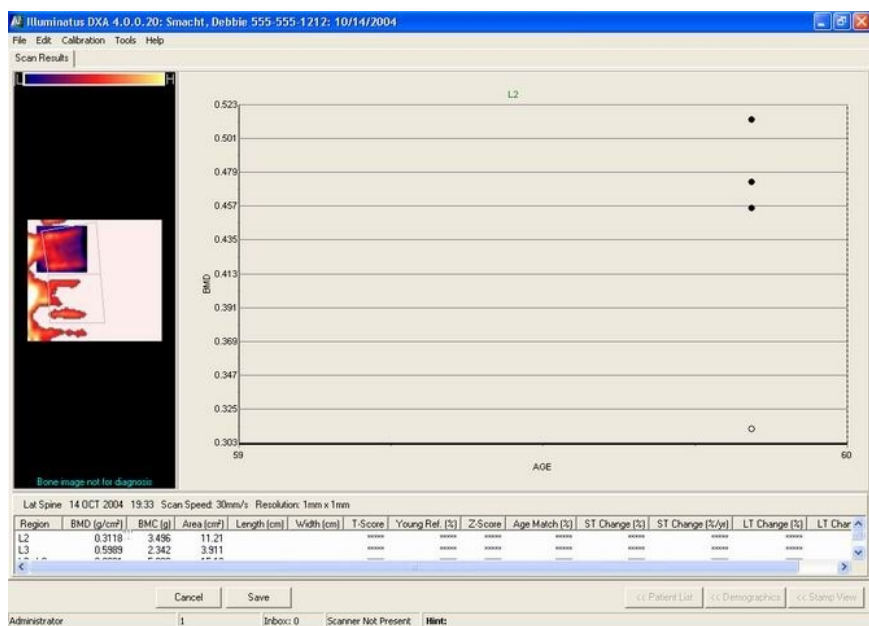 Illuminatus DXA 4.0.0.20: Smacht, Debbie 555-555-1212: 10/14/2004
File Edit Calibration Tools Help
Scan Results
L H
L2
0.523
0.501
0.479
0.457
0.435
0.413
0.391
0.369
0.347
0.325
0.303
BMD
59 60
AGE
Bone image not for diagnosis
Lat Spine 14 OCT 2004 19:33 Scan Speed: 30mm/s Resolution: 1mm x 1mm
Region BMD (g/cm²) BMC (g) Area (cm²) Length (cm) Width (cm) T-Score Young Ref. (%) Z-Score Age Match (%) ST Change (%) ST Change (%/yr) LT Change (%) LT Char
L2 0.3118 3.496 11.21 ***** ***** ***** ***** ***** ***** *****
L3 0.5989 2.342 3.911 ***** ***** ***** ***** ***** ***** *****
Cancel Save << Patient List << Demographics << Stamp View
Administrator 1 Inbox: 0 Scanner Not Present Hint: